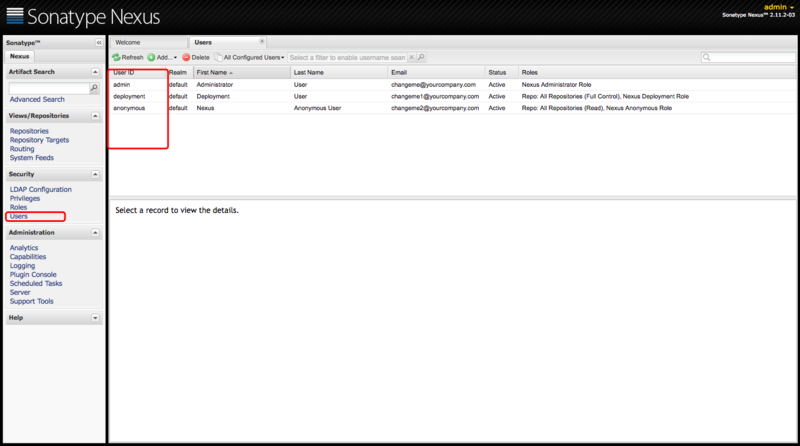 Sonatype Nexus
admin
Sonatype Nexus™ 2.11.2-03
Sonatype™
Nexus
Artifact Search
Advanced Search
Views/Repositories
Repositories
Repository Targets
Routing
System Feeds
Security
LDAP Configuration
Privileges
Roles
Users
Administration
Analytics
Capabilities
Logging
Plugin Console
Scheduled Tasks
Server
Support Tools
Help
Welcome Users
Refresh Add... Delete All Configured Users Select a filter to enable username sear
User ID Realm First Name Last Name Email Status Roles
admin default Administrator User changeme@yourcompany.com Active Nexus Administrator Role
deployment default Deployment User changeme1@yourcompany.com Active Repo: All Repositories (Full Control), Nexus Deployment Role
anonymous default Nexus Anonymous User changeme2@yourcompany.com Active Repo: All Repositories (Read), Nexus Anonymous Role
Select a record to view the details.